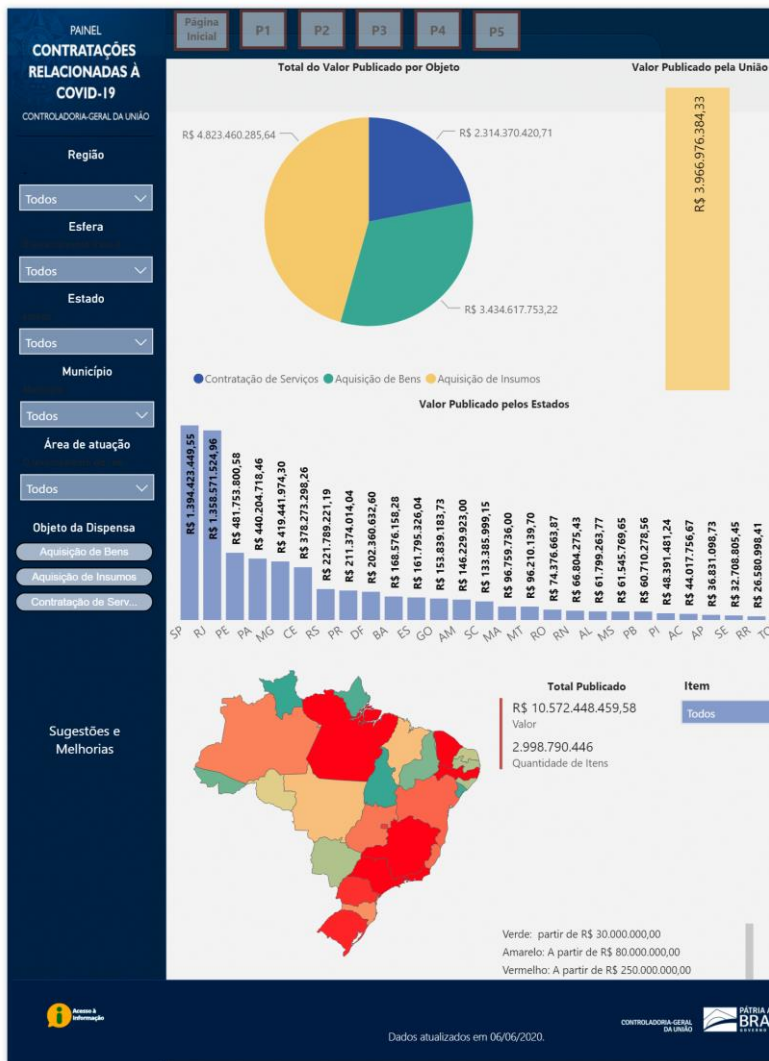 PAINEL
CONTRATAÇÕES
RELACIONADAS À
COVID-19
CONTROLADORIA-GERAL DA UNIÃO
Região
Todos
Esfera
Todos
Estado
Todos
Município
Todos
Área de atuação
Todos
Objeto da Dispensa
Aquisição de Bens
Aquisição de Insumos
Contratação de Serv...
Sugestões e
Melhorias
Página
Inicial
P1
P2
P3
P4
P5
Total do Valor Publicado por Objeto
R$ 4.823.460.285,64
R$ 2.314.370.420,71
R$ 3.434.617.753,22
Contratação de Serviços
Aquisição de Bens
Aquisição de Insumos
Valor Publicado pela União
R$ 3.966.976.384,33
Valor Publicado pelos Estados
R$ 1.394.423.449,55
R$ 1.358.571.524,96
R$ 481.753.800,58
R$ 440.204.718,46
R$ 419.441.974,30
R$ 378.273.298,26
R$ 221.789.221,19
R$ 211.374.014,04
R$ 202.360.632,60
R$ 168.576.158,28
R$ 161.795.326,04
R$ 153.839.183,73
R$ 146.229.923,00
R$ 133.385.999,15
R$ 96.759.736,00
R$ 96.210.139,70
R$ 74.376.663,87
R$ 66.804.275,43
R$ 61.799.263,77
R$ 61.545.769,65
R$ 60.710.278,56
R$ 48.391.481,24
R$ 44.017.756,67
R$ 36.831.098,73
R$ 32.708.805,45
R$ 26.580.998,41
SP
RJ
PE
PA
MG
CE
RS
PR
DF
BA
ES
GO
AM
SC
MA
MT
RO
RN
AL
MS
PB
PI
AC
AP
SE
RR
TO
Total Publicado
R$ 10.572.448.459,58
Valor
2.998.790.446
Quantidade de Itens
Item
Todos
Verde: partir de R$ 30.000.000,00
Amarelo: A partir de R$ 80.000.000,00
Vermelho: A partir de R$ 250.000.000,00
Acesso à
Informação
Dados atualizados em 06/06/2020.
CONTROLADORIA-GERAL
DA UNIÃO
PÁTRIA A
BRA
GOVERNO